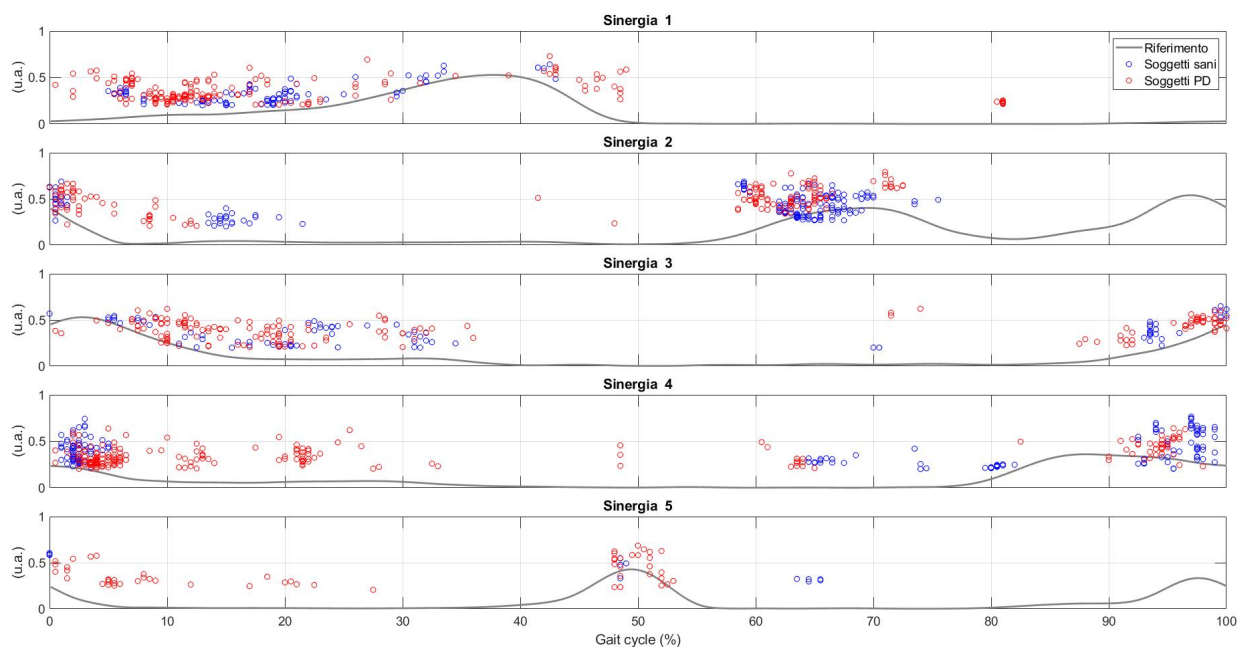 Sinergia 1
1
0.5
0
(u.a.)
Riferimento
Soggetti sani
Soggetti PD
Sinergia 2
1
0.5
0
(u.a.)
Sinergia 3
1
0.5
0
(u.a.)
Sinergia 4
1
0.5
0
(u.a.)
Sinergia 5
1
0.5
0
(u.a.)
0 10 20 30 40 50 60 70 80 90 100
Gait cycle (%)